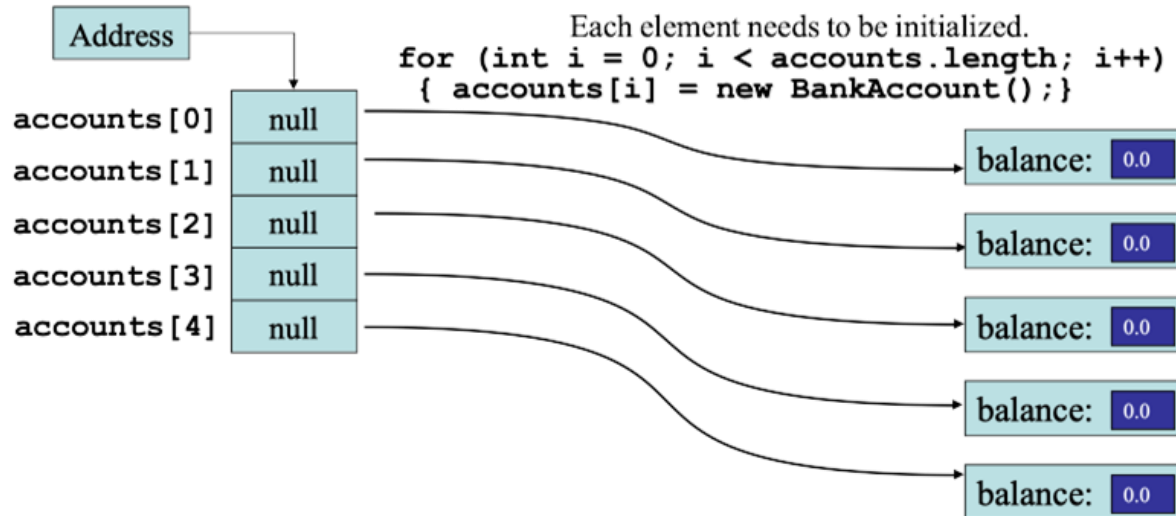 Address
Each element needs to be initialized.
for (int i = 0; i < accounts.length; i++)
{ accounts[i] = new BankAccount();}
accounts[0] null
accounts[1] null
accounts[2] null
accounts[3] null
accounts[4] null
balance: 0.0
balance: 0.0
balance: 0.0
balance: 0.0
balance: 0.0